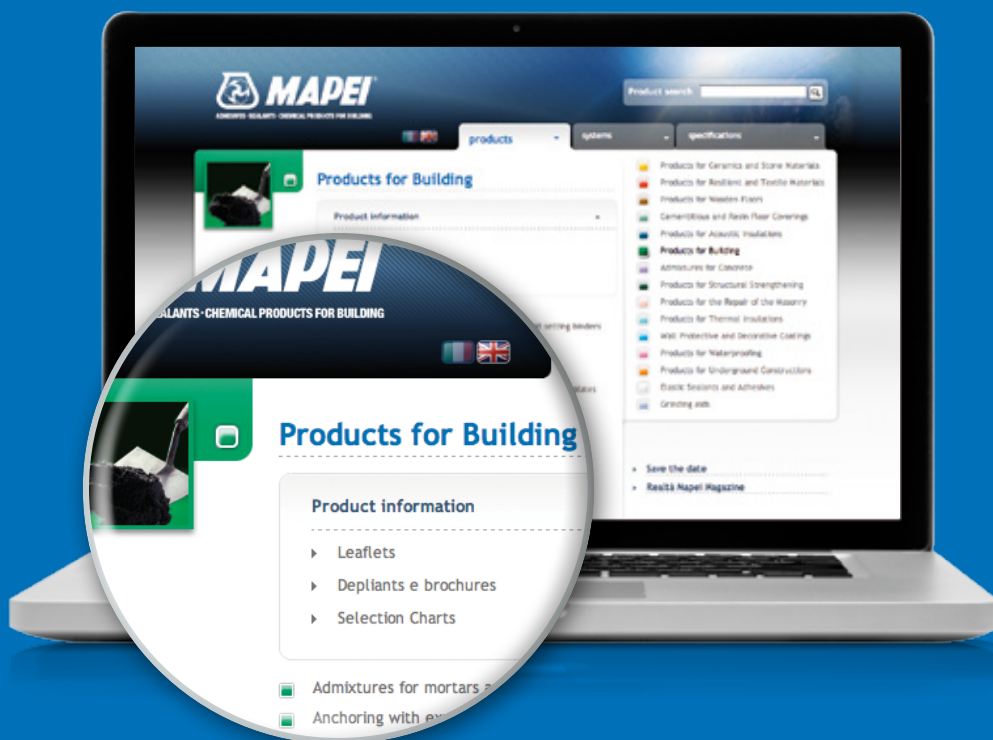 MAPEI
ADHESIVES · SEALANTS · CHEMICAL PRODUCTS FOR BUILDING
Product search
products
systems
specifications
Products for Building
Product information
Products for Ceramics and Stone Materials
Products for Resilient and Textile Materials
Products for Wooden Floors
Cementitious and Resin Floor Coverings
Products for Acoustic Insulations
Products for Building
Admixtures for Concrete
Products for Structural Strengthening
Products for the Repair of the Masonry
Products for Thermal Insulations
Wall Protective and Decorative Coatings
Products for Waterproofing
Products for Underground Constructions
Elastic Sealants and Adhesives
Grinding aids
setting binders
Save the date
Realtà Mapei Magazine
MAPEI
EALANTS·CHEMICAL PRODUCTS FOR BUILDING
Products for Building
Product information
Leaflets
Depliants e brochures
Selection Charts
Admixtures for mortars a
Anchoring with ex